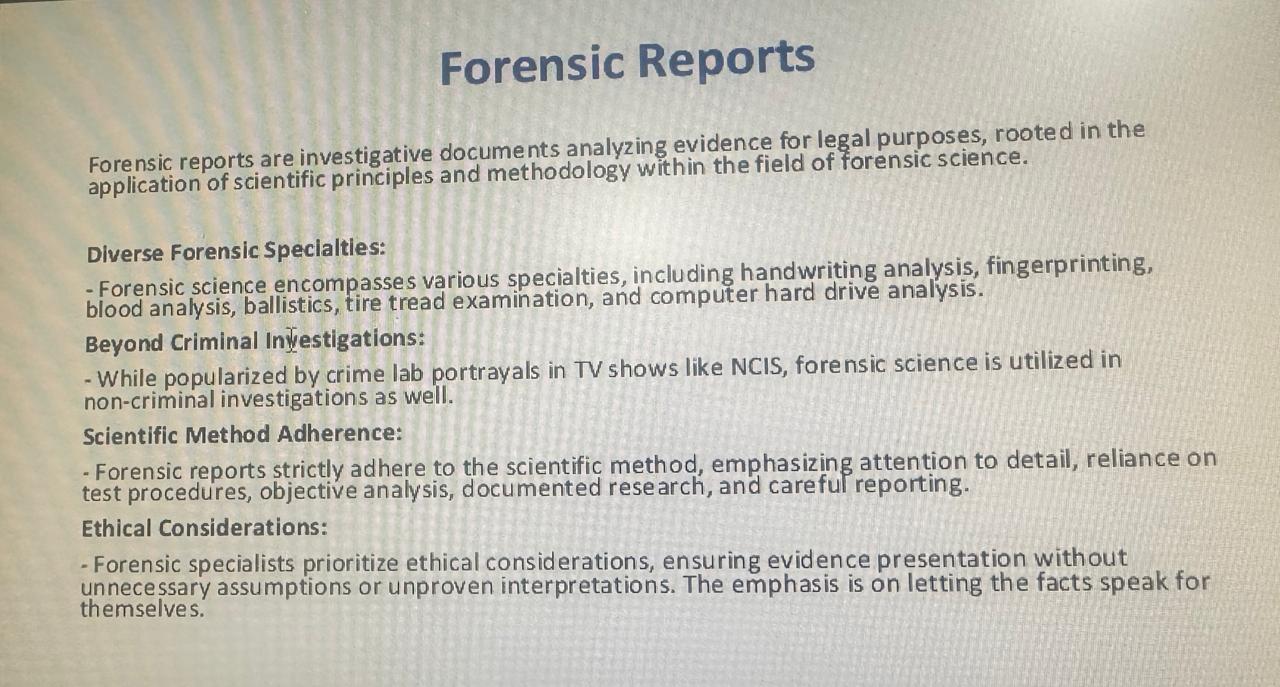 Forensic Reports
Forensic reports are investigative documents analyzing evidence for legal purposes, rooted in the
application of scientific principles and methodology within the field of forensic science.
Diverse Forensic Specialties:
- Forensic science encompasses various specialties, including handwriting analysis, fingerprinting,
blood analysis, ballistics, tire tread examination, and computer hard drive analysis.
Beyond Criminal Investigations:
- While popularized by crime lab portrayals in TV shows like NCIS, forensic science is utilized in
non-criminal investigations as well.
Scientific Method Adherence:
- Forensic reports strictly adhere to the scientific method, emphasizing attention to detail, reliance on
test procedures, objective analysis, documented research, and careful reporting.
Ethical Considerations:
- Forensic specialists prioritize ethical considerations, ensuring evidence presentation without
unnecessary assumptions or unproven interpretations. The emphasis is on letting the facts speak for
themselves.